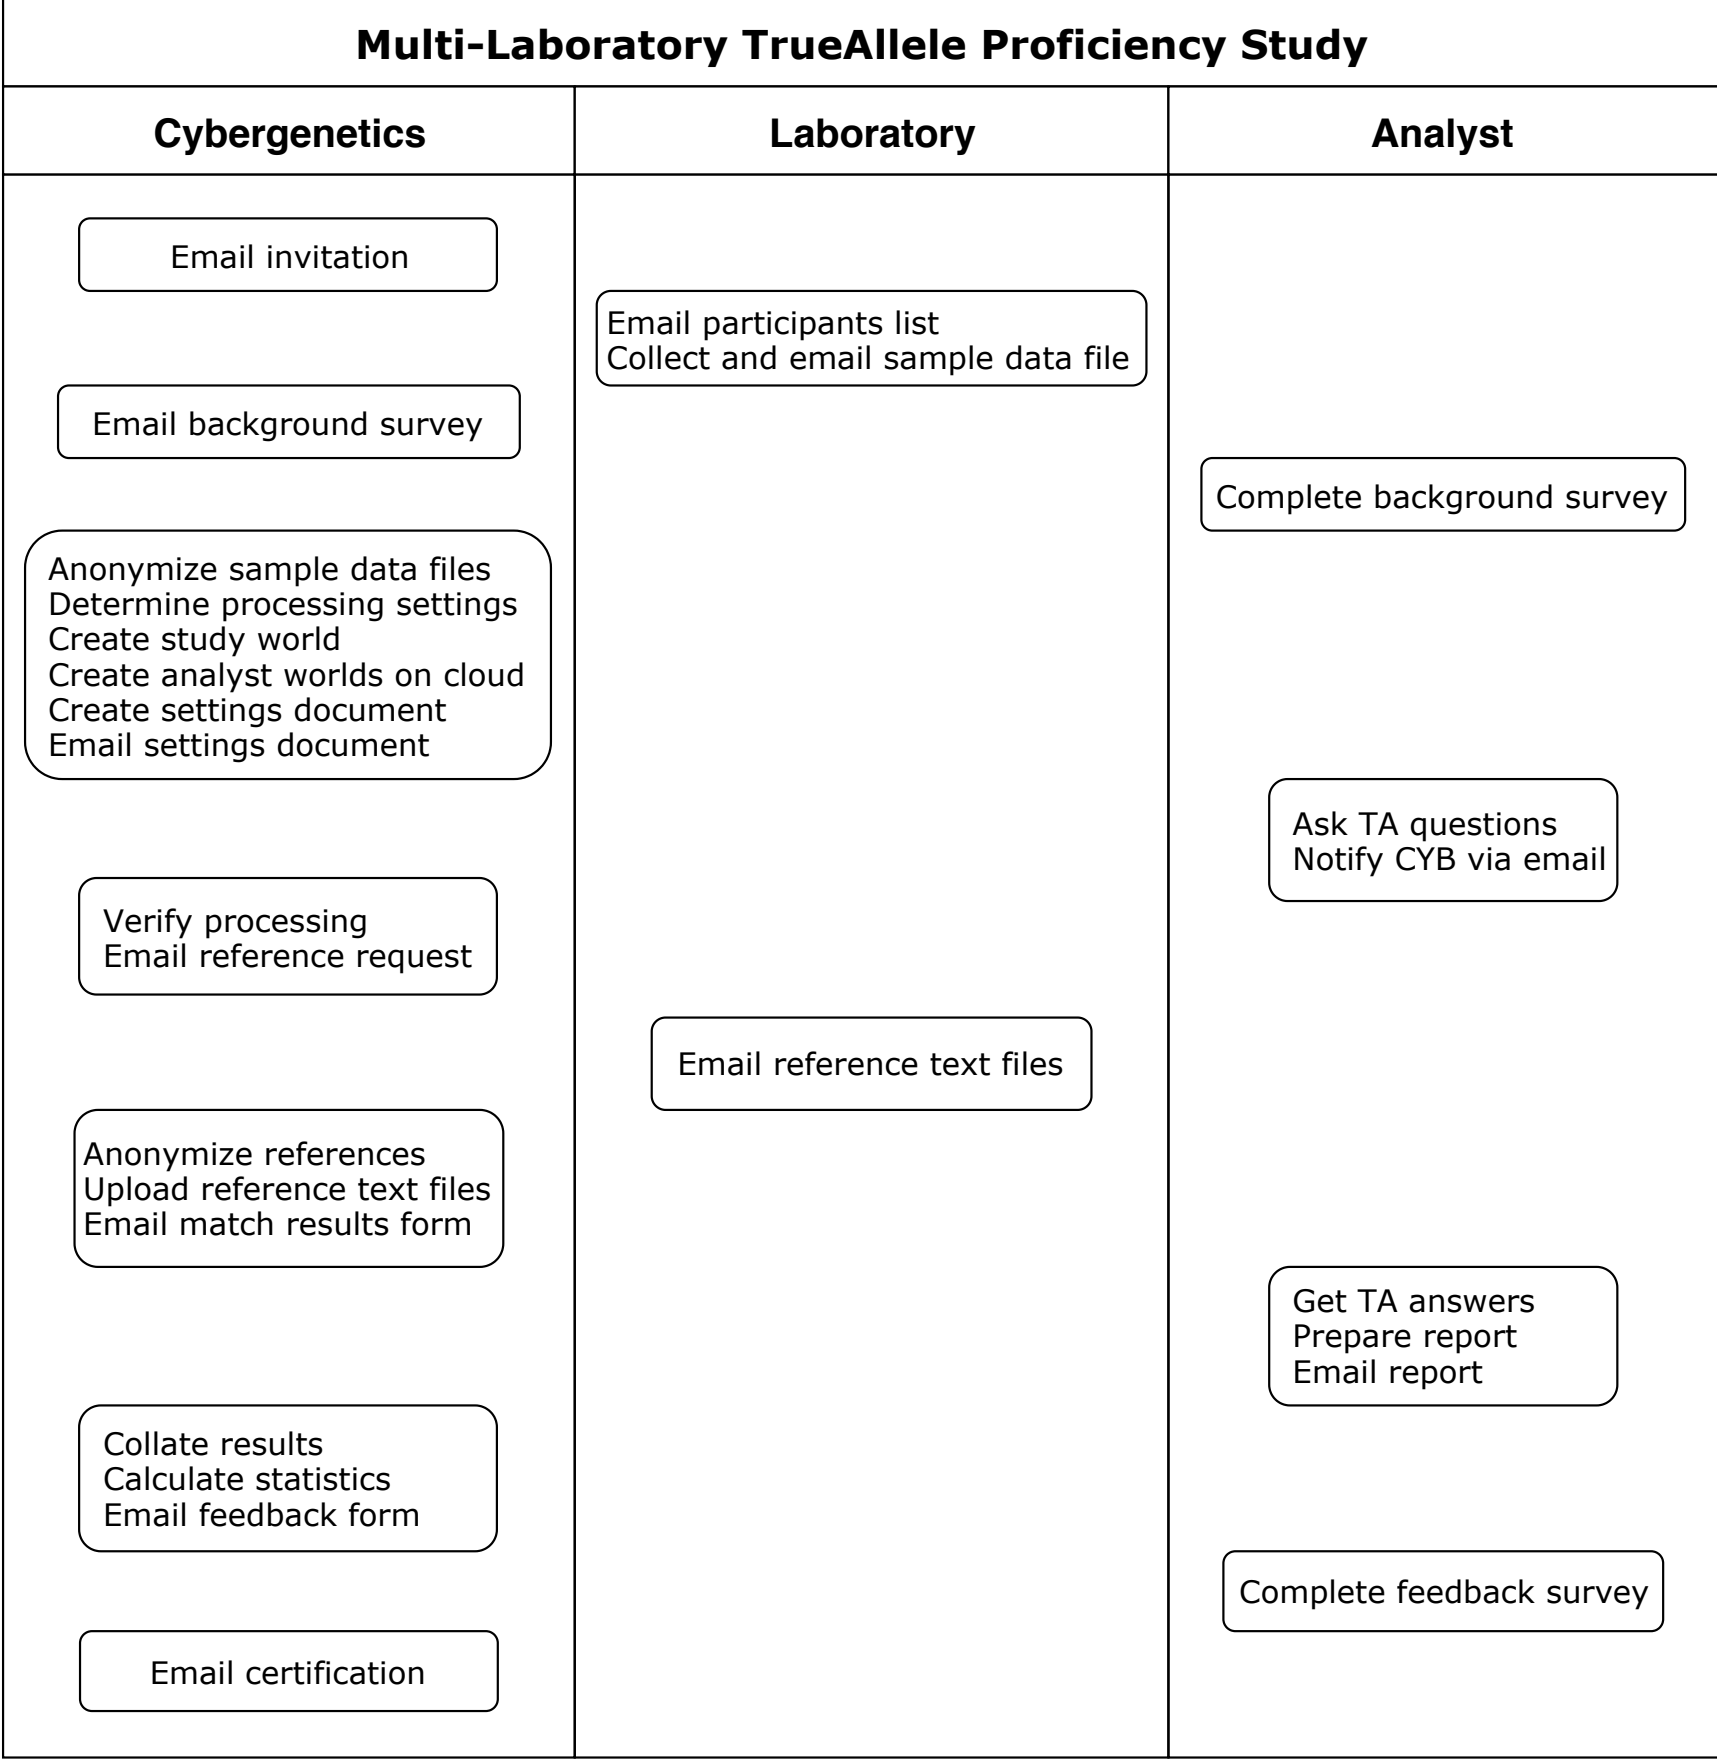 Multi-Laboratory TrueAllele Proficiency Study
Cybergenetics
Laboratory
Analyst
Email invitation
Email participants list
Collect and email sample data file
Email background survey
Complete background survey
Anonymize sample data files
Determine processing settings
Create study world
Create analyst worlds on cloud
Create settings document
Email settings document
Ask TA questions
Notify CYB via email
Verify processing
Email reference request
Email reference text files
Anonymize references
Upload reference text files
Email match results form
Get TA answers
Prepare report
Email report
Collate results
Calculate statistics
Email feedback form
Complete feedback survey
Email certification